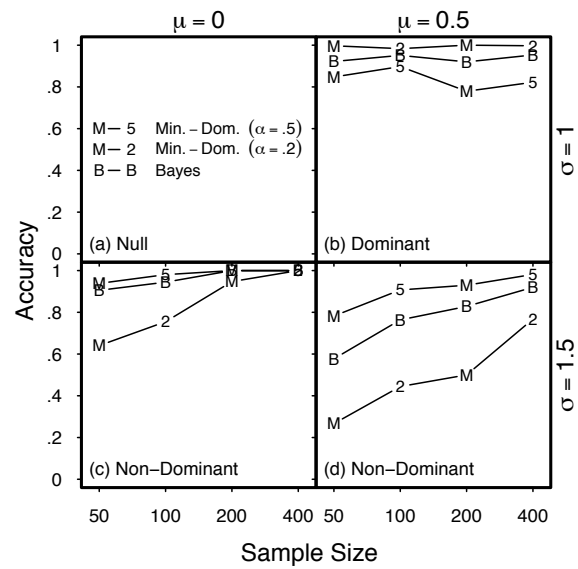 μ = 0
μ = 0.5
1
.8
.6
.4
.2
0
M— 5 Min.−Dom. (α = .5)
M— 2 Min.−Dom. (α = .2)
B— B Bayes
(a) Null
M 2 M 2
B B B B
M 5 M 5
(b) Dominant
σ = 1
Accuracy
1
.8
.6
.4
.2
0
M 5 M 5
B B B B
M 2 M 2
(c) Non−Dominant
M 5 M 5
B B B B
M 2 M 2
(d) Non−Dominant
σ = 1.5
50 100 200 400
50 100 200 400
Sample Size